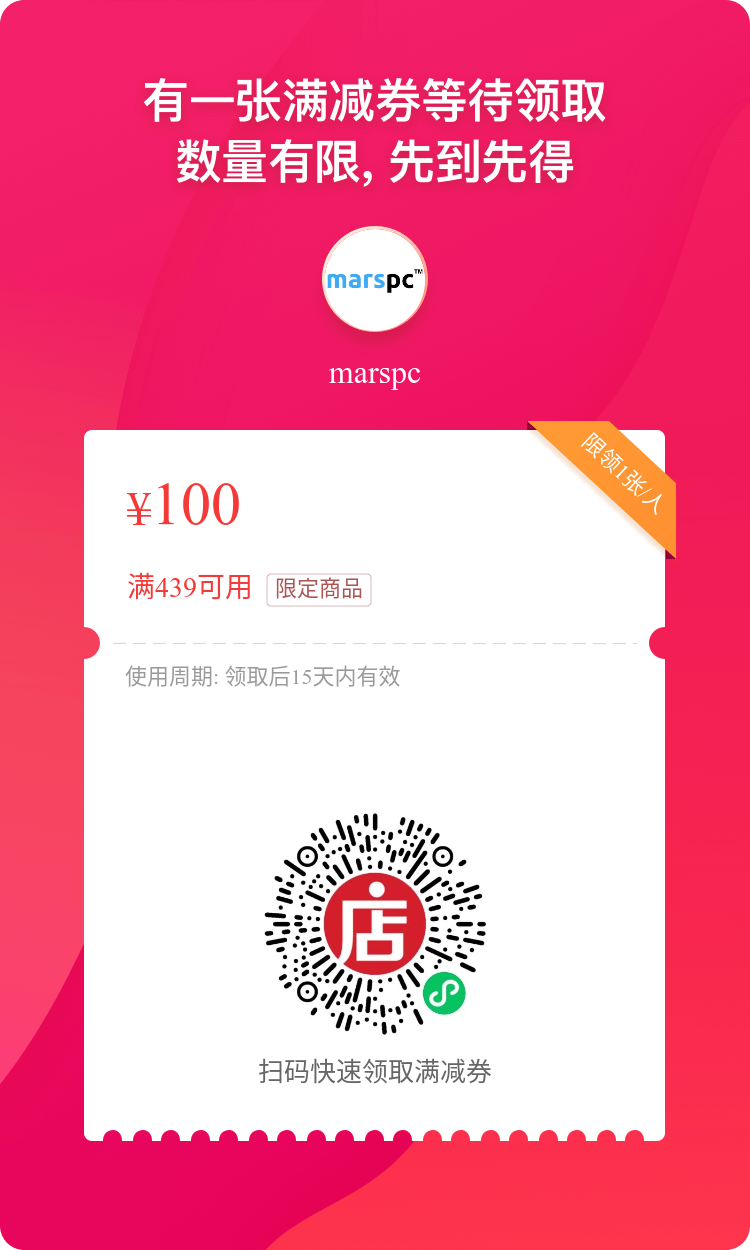 有一张满减券等待领取
数量有限, 先到先得
marspc™
marspc
限领1张/人
¥100
满439可用 限定商品
使用周期: 领取后15天内有效
店
扫码快速领取满减券